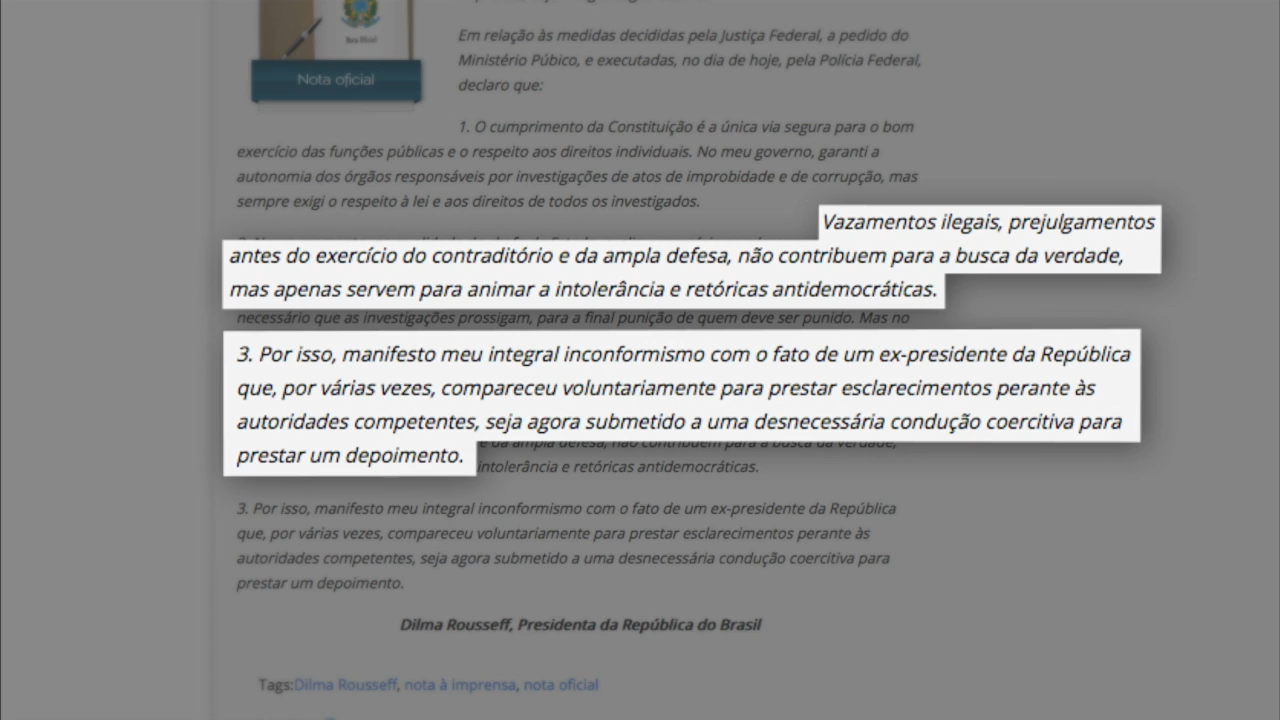 Nota oficial
Em relação às medidas decididas pela Justiça Federal, a pedido do
Ministério Púbico, e executadas, no dia de hoje, pela Polícia Federal,
declaro que:
1. O cumprimento da Constituição é a única via segura para o bom
exercício das funções públicas e o respeito aos direitos individuais. No meu governo, garanti a
autonomia dos órgãos responsáveis por investigações de atos de improbidade e de corrupção, mas
sempre exigi o respeito à lei e aos direitos de todos os investigados.
Vazamentos ilegais, prejulgamentos
antes do exercício do contraditório e da ampla defesa, não contribuem para a busca da verdade,
mas apenas servem para animar a intolerância e retóricas antidemocráticas.
necessário que as investigações prossigam, para a final punição de quem deve ser punido. Mas no
3. Por isso, manifesto meu integral inconformismo com o fato de um ex-presidente da República
que, por várias vezes, compareceu voluntariamente para prestar esclarecimentos perante às
autoridades competentes, seja agora submetido a uma desnecessária condução coercitiva para
prestar um depoimento.
e da ampla defesa, não contribuem para a busca da verdade,
intolerância e retóricas antidemocráticas.
3. Por isso, manifesto meu integral inconformismo com o fato de um ex-presidente da República
que, por várias vezes, compareceu voluntariamente para prestar esclarecimentos perante às
autoridades competentes, seja agora submetido a uma desnecessária condução coercitiva para
prestar um depoimento.
Dilma Rousseff, Presidenta da República do Brasil
Tags:Dilma Rousseff, nota à imprensa, nota oficial